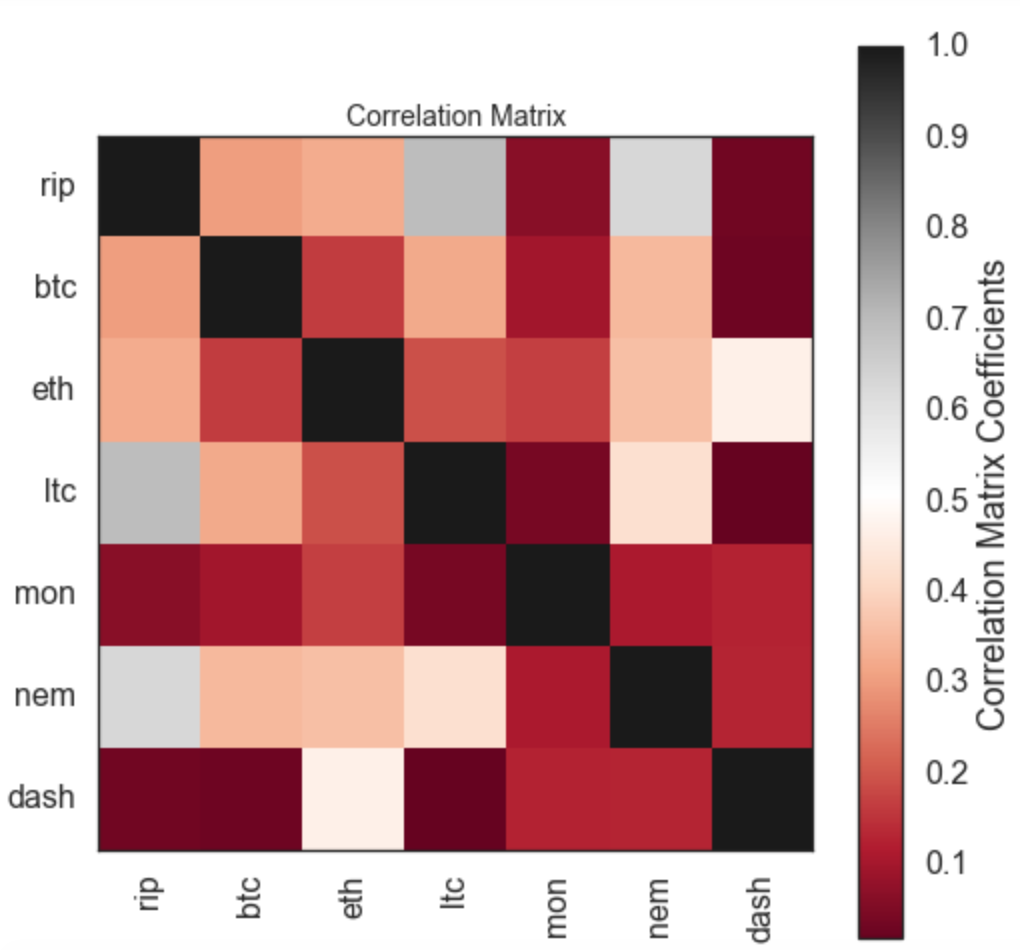 Correlation Matrix
rip
btc
eth
ltc
mon
nem
dash
rip
btc
eth
ltc
mon
nem
dash
1.0
0.9
0.8
0.7
0.6
0.5
0.4
0.3
0.2
0.1
Correlation Matrix Coefficients